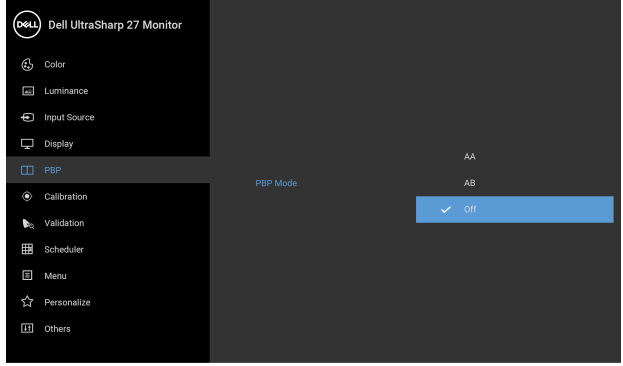 DELL Dell UltraSharp 27 Monitor
Color
Luminance
Input Source
Display
PBP
Calibration
Validation
Scheduler
Menu
Personalize
Others
PBP Mode
AA
AB
Off